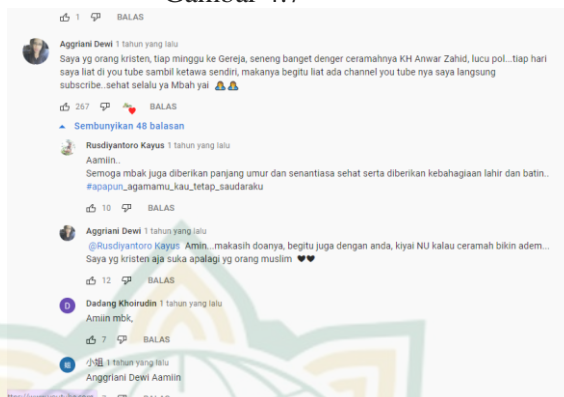 Gambar 4.7
1 BALAS
Aggriani Dewi 1 tahun yang lalu
Saya yg orang kristen, tiap minggu ke Gereja, seneng banget denger ceramahnya KH Anwar Zahid, lucu pol...tiap hari
saya liat di you tube sambil ketawa sendiri, makanya begitu liat ada channel you tube nya saya langsung
subscribe..sehat selalu ya Mbah yai 🙏🙏
267 BALAS
Sembunyikan 48 balasan
Rusdiyantoro Kayus 1 tahun yang lalu
Aamiin..
Semoga mbak juga diberikan panjang umur dan senantiasa sehat serta diberikan kebahagiaan lahir dan batin..
#apapun_agamamu_kau_tetap_saudaraku
10 BALAS
Aggriani Dewi 1 tahun yang lalu
@Rusdiyantoro Kayus Amin...makasih doanya, begitu juga dengan anda, kiyai NU kalau ceramah bikin adem...
Saya yg kristen aja suka apalagi yg orang muslim 🖤🖤
12 BALAS
D
Dadang Khoirudin 1 tahun yang lalu
Amiin mbk,
7 BALAS
小姐 1 tahun yang lalu
Anggriani Dewi Aamiin